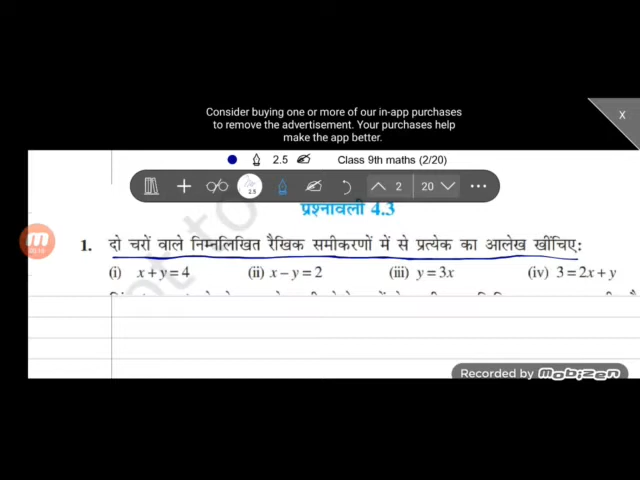 Consider buying one or more of our in-app purchases
to remove the advertisement. Your purchases help
make the app better.
X
2.5 Class 9th maths (2/20)
2.5 2 20
प्रश्नावली 4.3
1. दो चरों वाले निम्नलिखित रैखिक समीकरणों में से प्रत्येक का आलेख खींचिए:
(i) x + y = 4 (ii) x – y = 2 (iii) y = 3x (iv) 3 = 2x + y
Recorded by mobizen